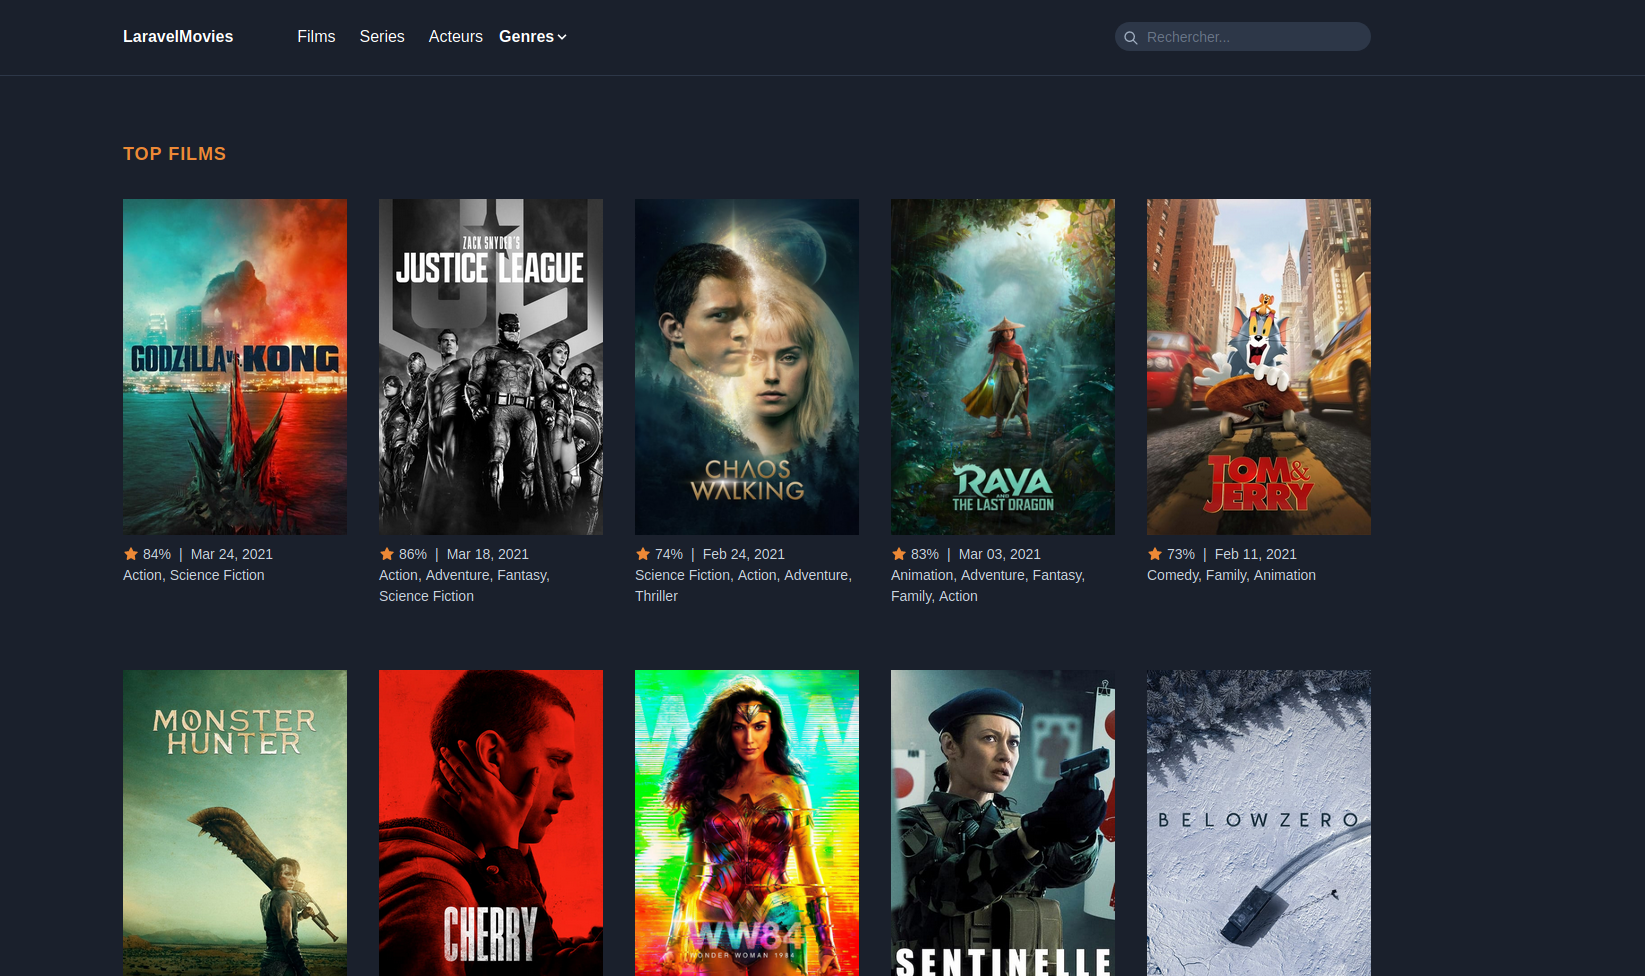 LaravelMovies Films Series Acteurs Genres Rechercher...
TOP FILMS
GODZILLA vs. KONG
ZACK SNYDER'S
JUSTICE LEAGUE
CHAOS
WALKING
RAYA
AND
THE LAST DRAGON
TOM &
JERRY
84% | Mar 24, 2021
Action, Science Fiction
86% | Mar 18, 2021
Action, Adventure, Fantasy,
Science Fiction
74% | Feb 24, 2021
Science Fiction, Action, Adventure,
Thriller
83% | Mar 03, 2021
Animation, Adventure, Fantasy,
Family, Action
73% | Feb 11, 2021
Comedy, Family, Animation
MONSTER
HUNTER
CHERRY
WW84
WONDER WOMAN 1984
SENTINELLE
BELOW ZERO